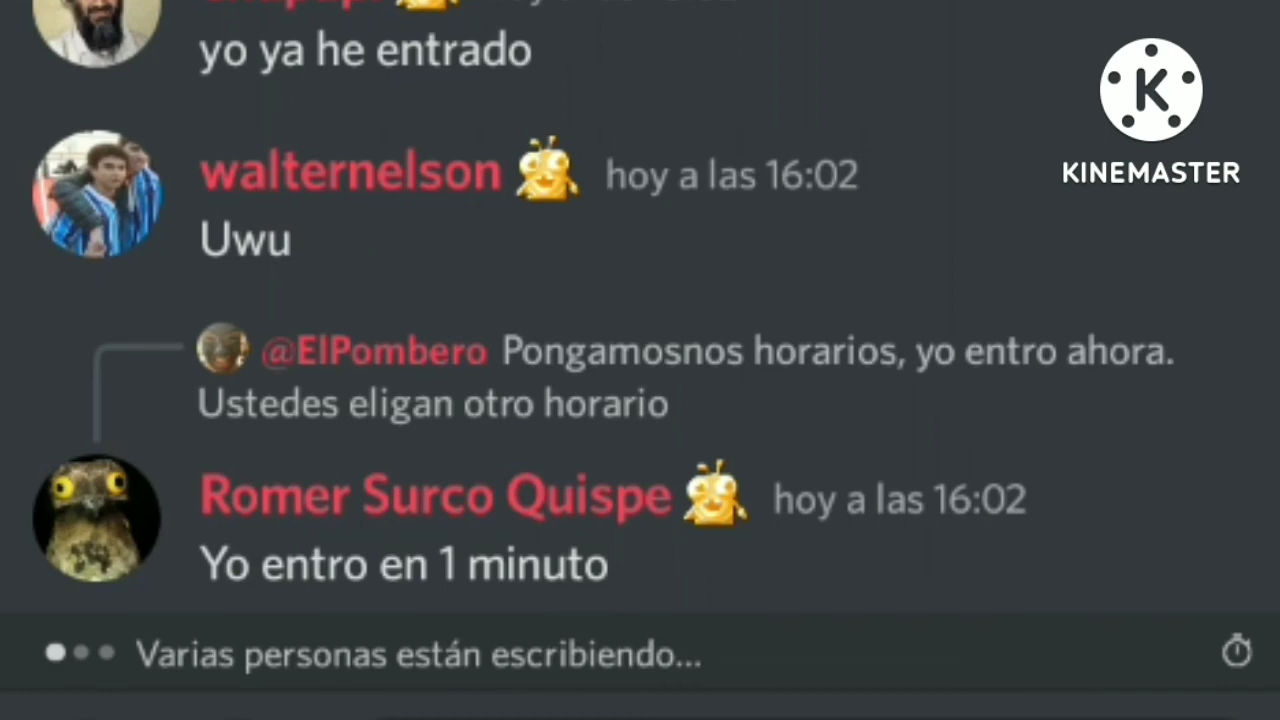 yo ya he entrado
K
KINEMASTER
walternelson hoy a las 16:02
Uwu
@ElPombero Pongamosnos horarios, yo entro ahora.
Ustedes eligan otro horario
Romer Surco Quispe hoy a las 16:02
Yo entro en 1 minuto
Varias personas están escribiendo...